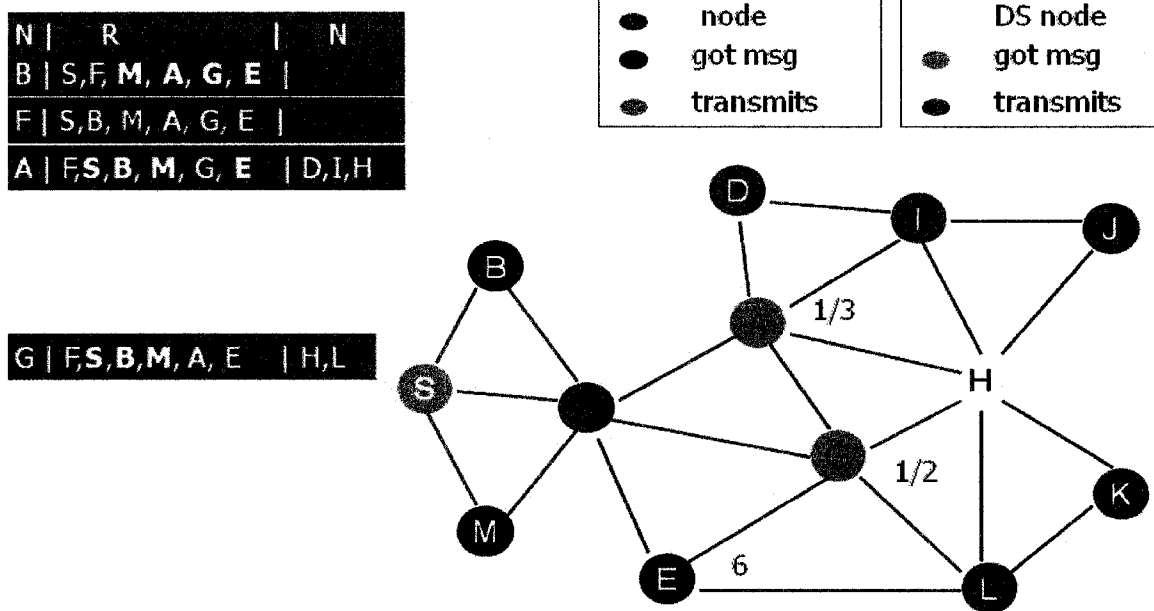 N | R | N
B | S,F, M, A, G, E |
F | S,B, M, A, G, E |
A | F,S,B, M, G, E | D,I,H
G | F,S,B,M, A, E | H,L
node
got msg
transmits
DS node
got msg
transmits
D
I
J
B
1/3
S
H
1/2
K
M
E
6
L